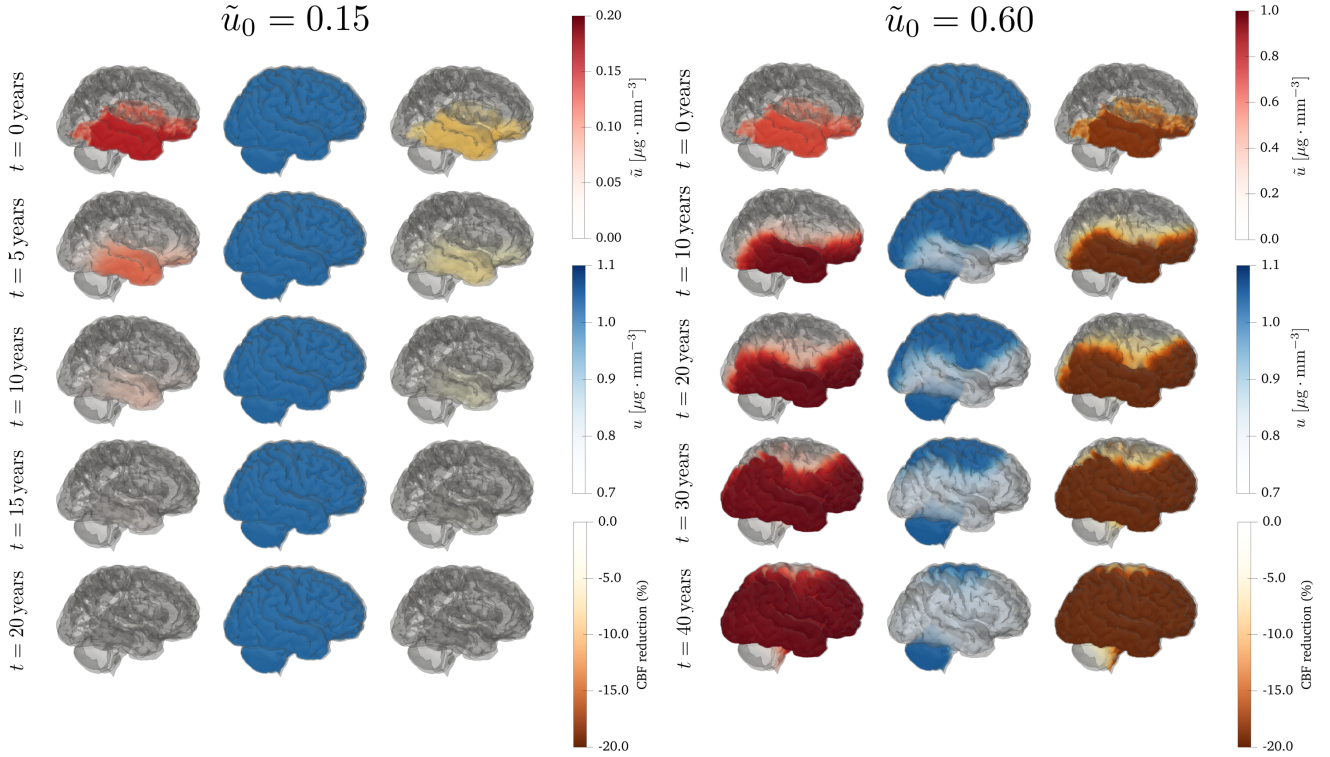 ũ₀ = 0.15
t = 0 years
t = 5 years
t = 10 years
t = 15 years
t = 20 years
0.20
0.15
0.10
0.05
0.00
ũ [μg · mm⁻³]
1.1
1.0
0.9
0.8
0.7
u [μg · mm⁻³]
0.0
-5.0
-10.0
-15.0
-20.0
CBF reduction (%)
ũ₀ = 0.60
t = 0 years
t = 10 years
t = 20 years
t = 30 years
t = 40 years
1.0
0.8
0.6
0.4
0.2
0.0
ũ [μg · mm⁻³]
1.1
1.0
0.9
0.8
0.7
u [μg · mm⁻³]
0.0
-5.0
-10.0
-15.0
-20.0
CBF reduction (%)